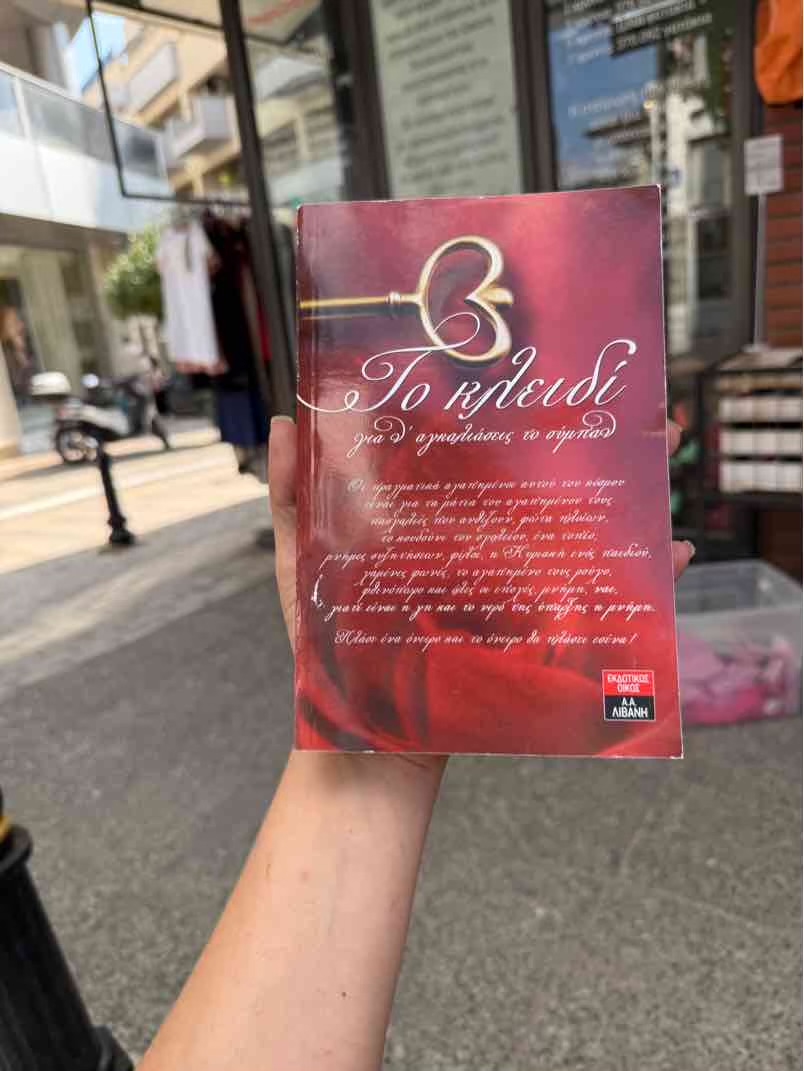 Το κλειδί
για ν' αγκαλιάσεις το σύμπαν
Οι πραγματικά αγαπημένοι αυτού του κόσμου
είναι για τα μάτια του αγαπημένου τους
πασχαλιές που ανθίζουν, φώτα πλοίων,
το κουδούνι του σχολείου, ένα τοπίο,
μνήμες συζητήσεων, φίλοι, η Κυριακή ενός παιδιού,
χαμένες φωνές, το αγαπημένο τους ρούχο,
φθινόπωρο και όλες οι εποχές, μνήμη, ναι,
γιατί είναι η γη και το νερό της ύπαρξης η μνήμη.
Πλάσε ένα όνειρο και το όνειρο θα πλάσει εσένα!
ΕΚΔΟΤΙΚΟΣ
ΟΙΚΟΣ
Α.Α.
ΛΙΒΑΝΗ